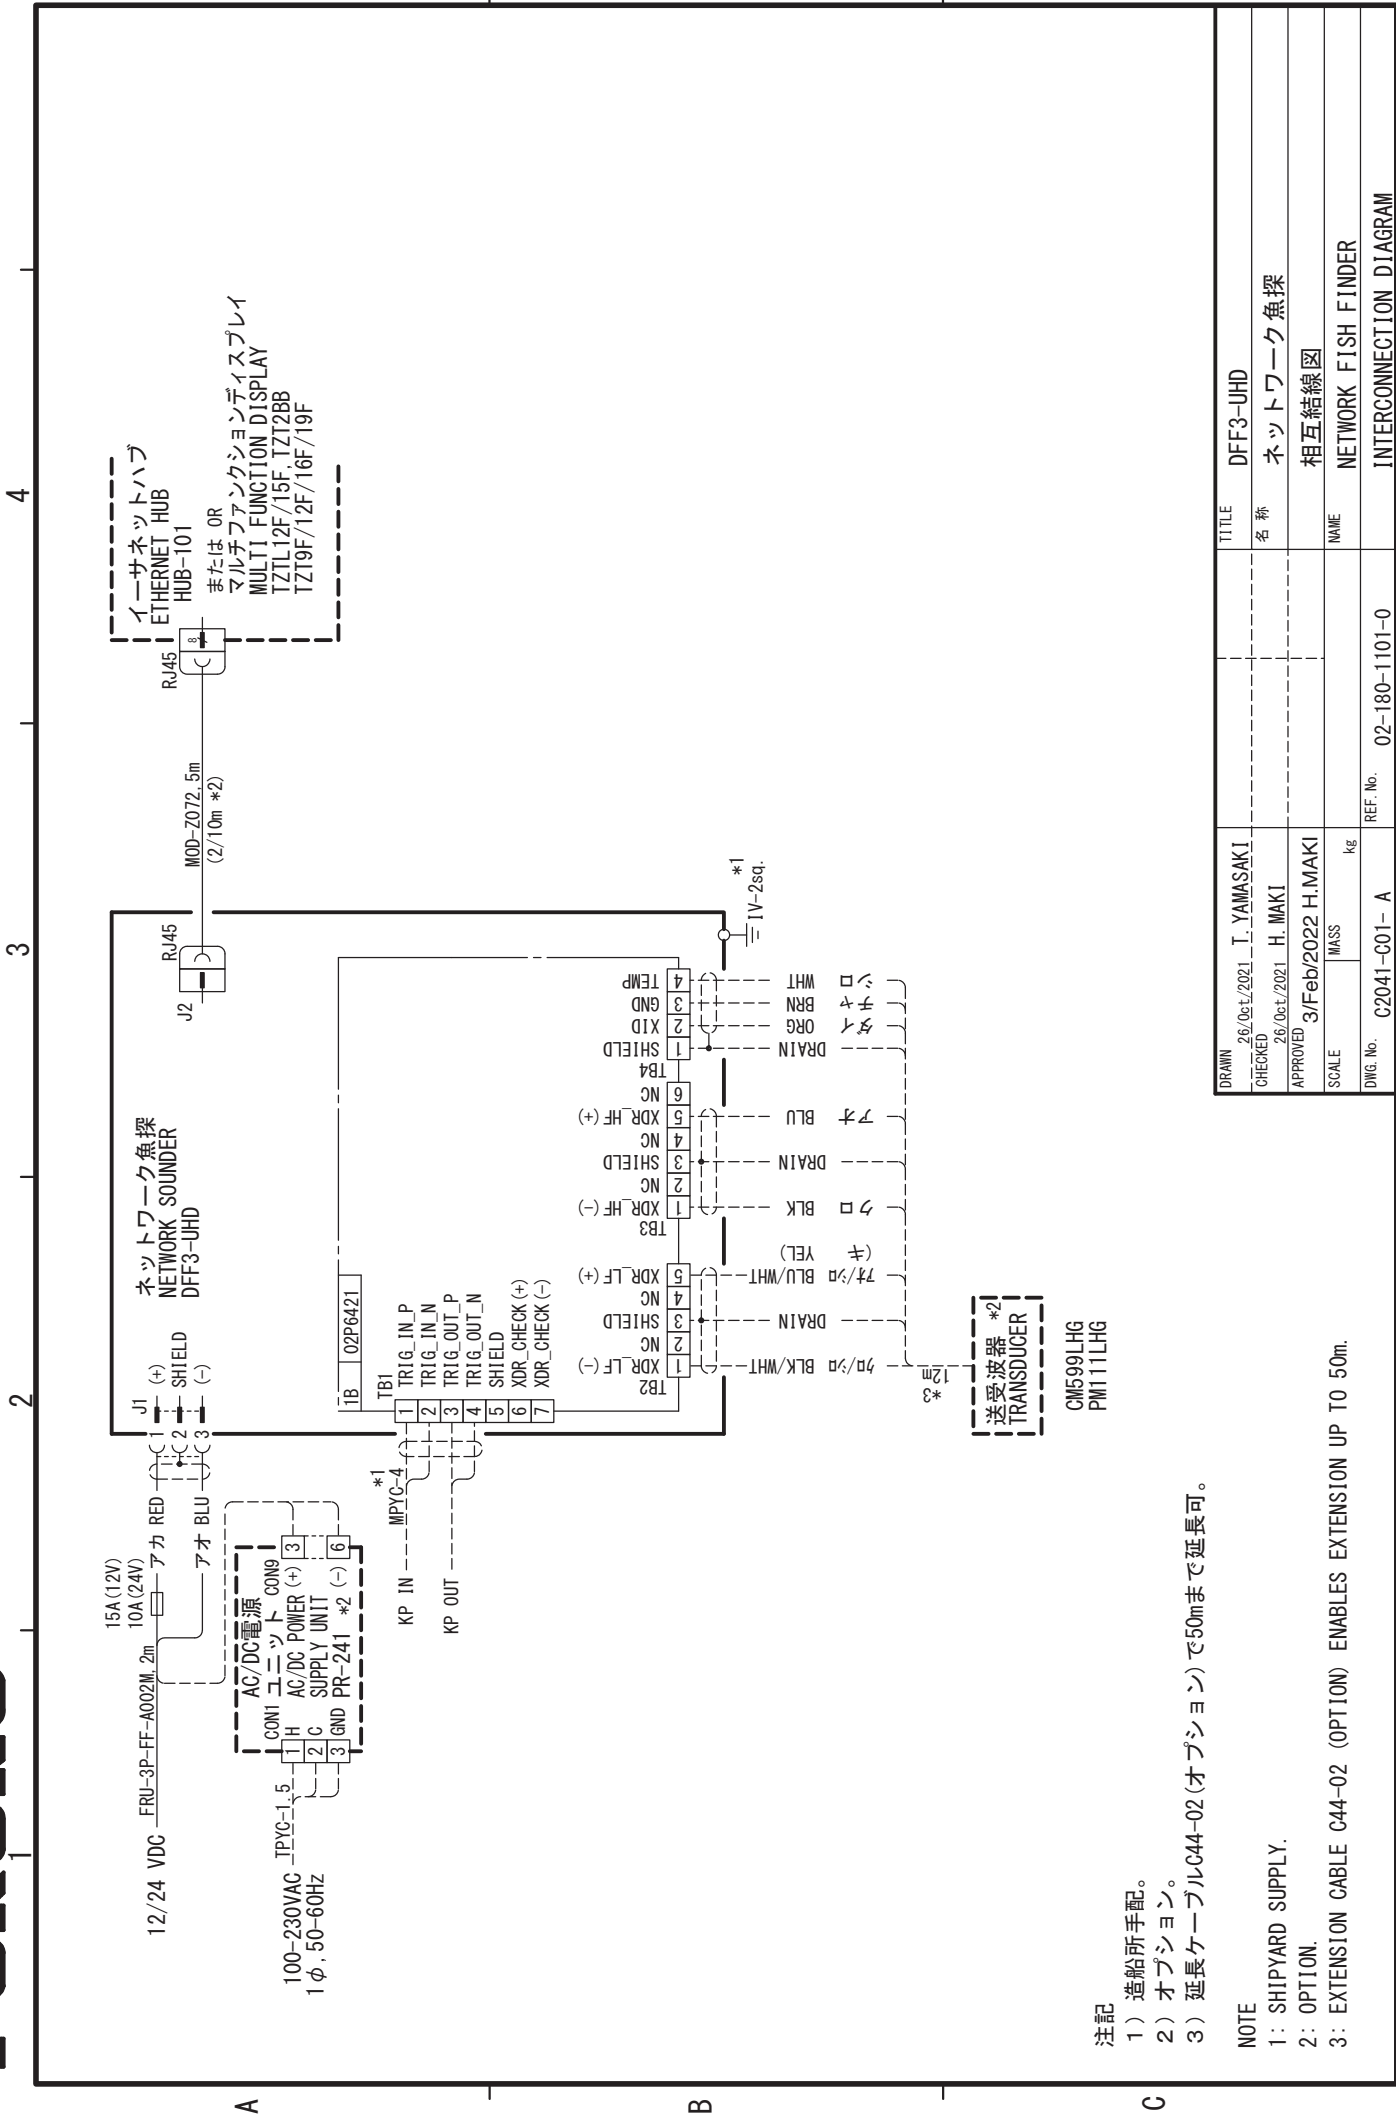 1
2
3
4
A
B
C
12/24 VDC
FRU-3P-FF-A002M, 2m
15A(12V)
10A(24V)
アカ RED
アオ BLU
1
2
3
J1
(+)
SHIELD
(-)
ネットワーク魚探
NETWORK SOUNDER
DFF3-UHD
J2
RJ45
MOD-Z072, 5m
(2/10m *2)
RJ45
8
イーサネットハブ
ETHERNET HUB
HUB-101
または OR
マルチファンクションディスプレイ
MULTI FUNCTION DISPLAY
TZTL12F/15F, TZT2BB
TZT9F/12F/16F/19F
100-230VAC
1φ, 50-60Hz
TPYC-1.5
AC/DC電源
CON1 ユニット CON9
1 H AC/DC POWER (+) 3
2 C SUPPLY UNIT
3 GND PR-241 *2 (-) 6
1B 02P6421
*1
MPYC-4
KP IN
KP OUT
TB1
1 TRIG_IN_P
2 TRIG_IN_N
3 TRIG_OUT_P
4 TRIG_OUT_N
5 SHIELD
6 XDR_CHECK(+)
7 XDR_CHECK(-)
TB2
1 XDR_LF(-)
2 NC
3 SHIELD
4 NC
5 XDR_LF(+)
TB3
1 XDR_HF(-)
2 NC
3 SHIELD
4 NC
5 XDR_HF(+)
6 NC
TB4
1 SHIELD
2 XID
3 GND
4 TEMP
クロ/シロ BLK/WHT
DRAIN
アオ/シロ BLU/WHT
(キ YEL)
クロ BLK
DRAIN
アオ BLU
DRAIN
ダイ ORG
チャ BRN
シロ WHT
*1
IV-2sq.
*3
12m
送受波器 *2
TRANSDUCER
CM599LHG
PM111LHG
注記
1) 造船所手配。
2) オプション。
3) 延長ケーブルC44-02(オプション)で50mまで延長可。
NOTE
1: SHIPYARD SUPPLY.
2: OPTION.
3: EXTENSION CABLE C44-02 (OPTION) ENABLES EXTENSION UP TO 50m.
DRAWN
26/Oct/2021 T. YAMASAKI
CHECKED
26/Oct/2021 H. MAKI
APPROVED
3/Feb/2022 H.MAKI
SCALE
MASS
kg
DWG. No.
C2041-C01- A
REF. No.
02-180-1101-0
TITLE
DFF3-UHD
名称
ネットワーク魚探
相互結線図
NAME
NETWORK FISH FINDER
INTERCONNECTION DIAGRAM